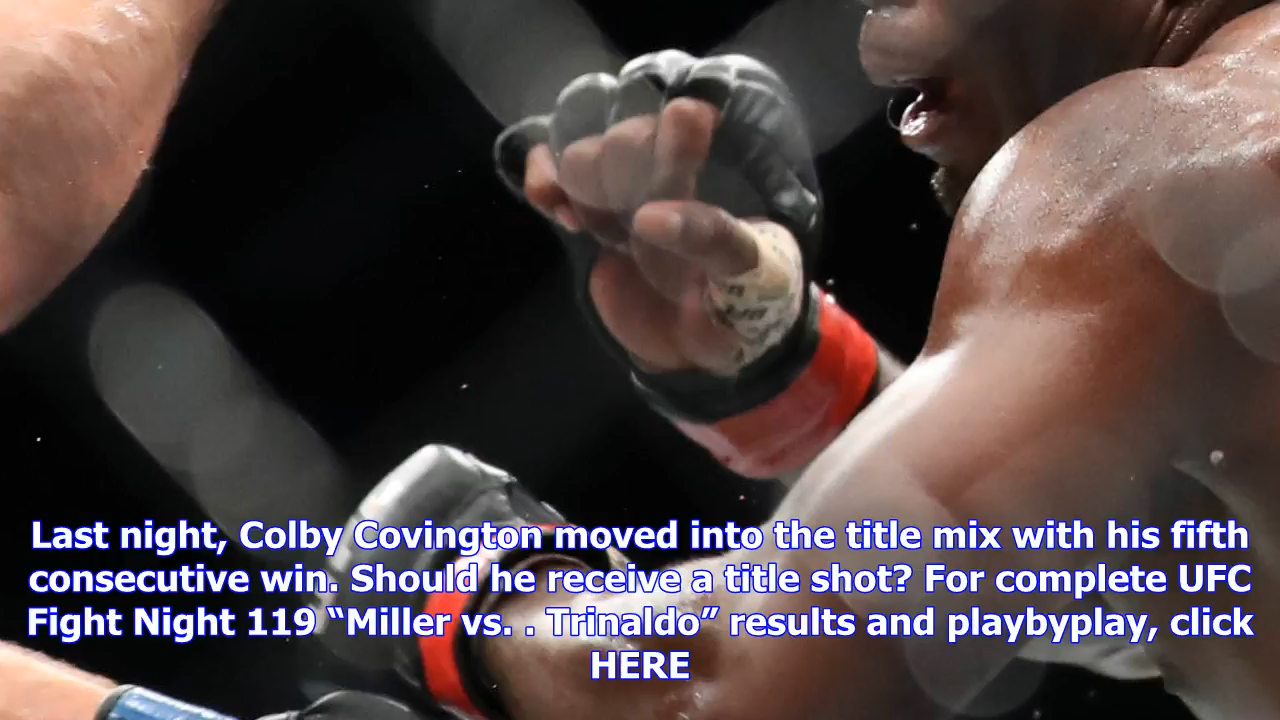 Last night, Colby Covington moved into the title mix with his fifth
consecutive win. Should he receive a title shot? For complete UFC
Fight Night 119 “Miller vs. . Trinaldo” results and playbyplay, click
HERE